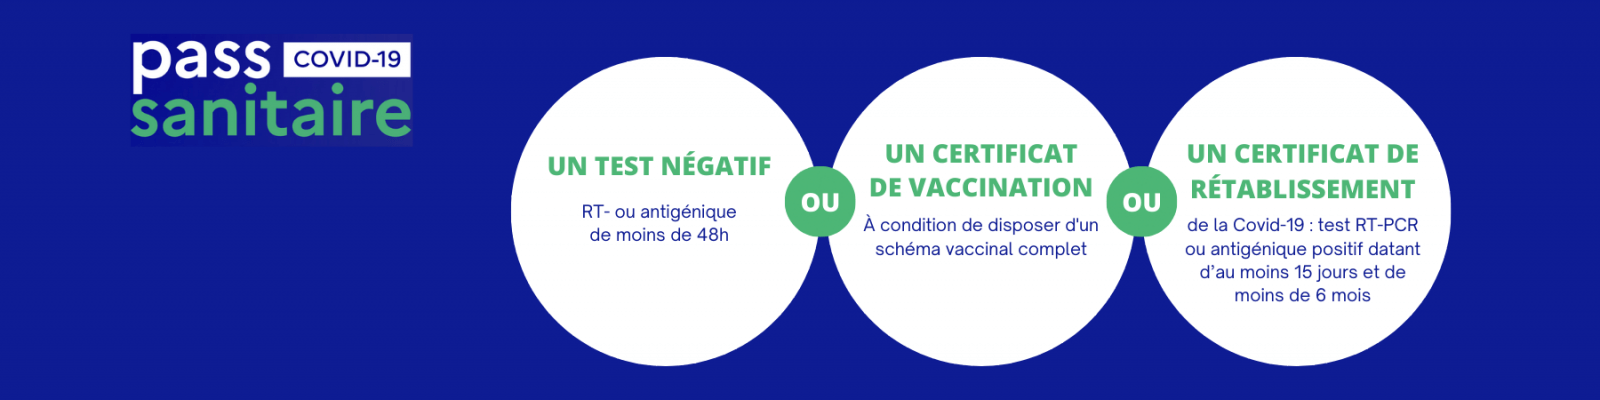 pass COVID-19
sanitaire
UN TEST NÉGATIF
RT- ou antigénique
de moins de 48h
OU
UN CERTIFICAT
DE VACCINATION
À condition de disposer d'un
schéma vaccinal complet
OU
UN CERTIFICAT DE
RÉTABLISSEMENT
de la Covid-19 : test RT-PCR
ou antigénique positif datant
d’au moins 15 jours et de
moins de 6 mois